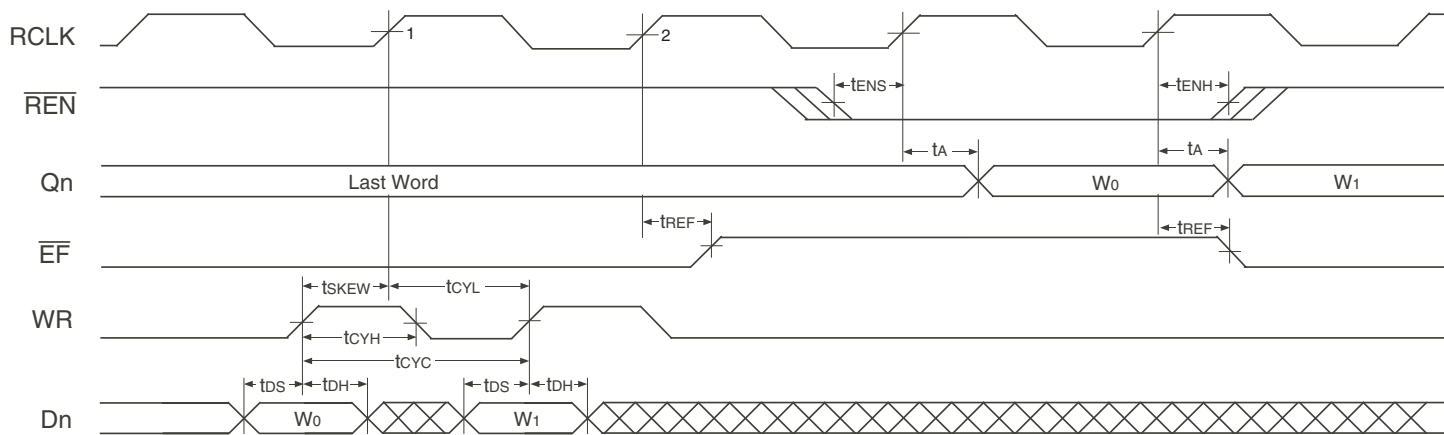 RCLK 1 2
REN tENS tENH
tA tA
Qn Last Word W0 W1
tREF tREF
EF
tSKEW tCYL
WR
tCYH
tCYC
tDS tDH tDS tDH
Dn W0 W1